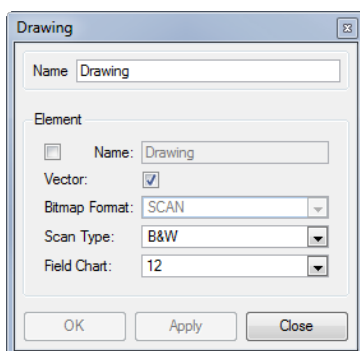 Drawing
Name Drawing
Element
Name: Drawing
Vector:
Bitmap Format: SCAN
Scan Type: B&W
Field Chart: 12
OK Apply Close